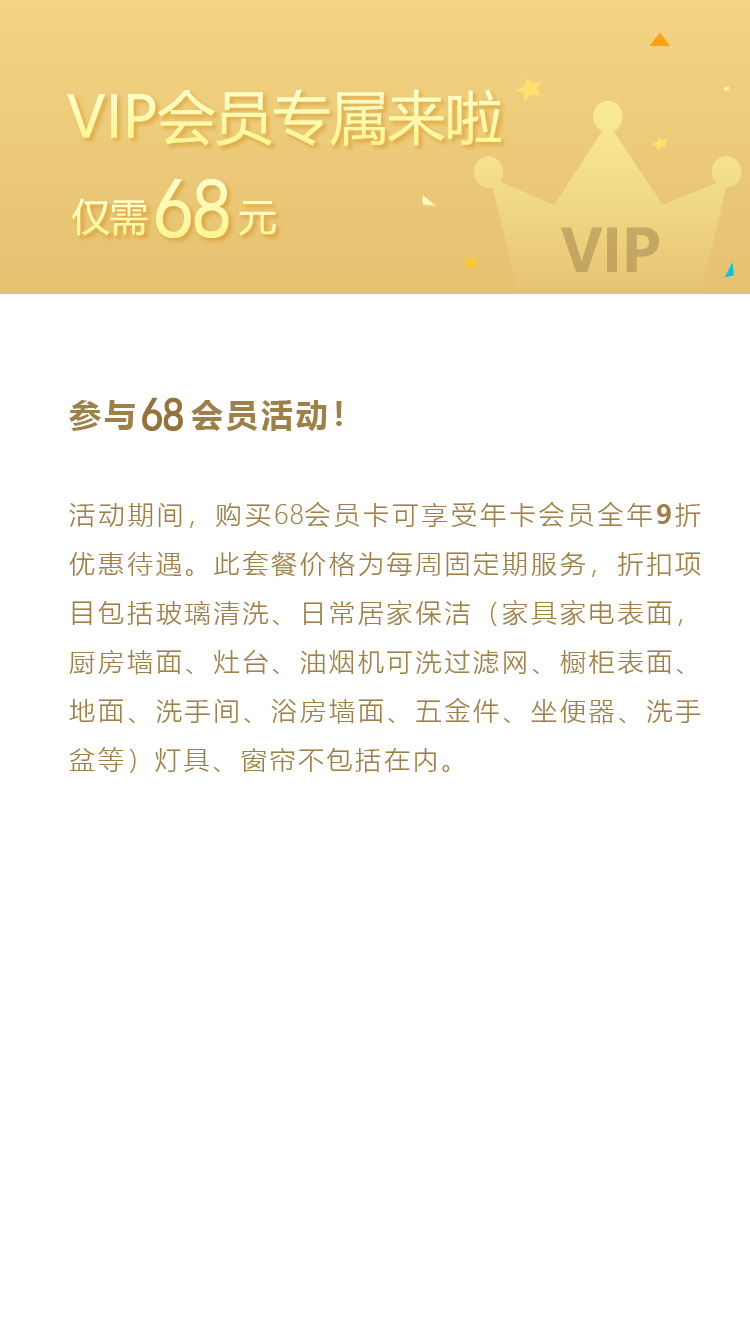 VIP会员专属来啦
仅需68元
VIP
参与68会员活动！
活动期间，购买68会员卡可享受年卡会员全年9折
优惠待遇。此套餐价格为每周固定期服务，折扣项
目包括玻璃清洗、日常居家保洁（家具家电表面，
厨房墙面、灶台、油烟机可洗过滤网、橱柜表面、
地面、洗手间、浴房墙面、五金件、坐便器、洗手
盆等）灯具、窗帘不包括在内。